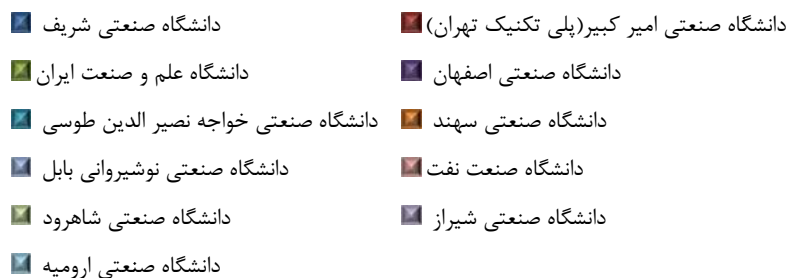 دانشگاه صنعتی امیر کبیر(پلی تکنیک تهران) دانشگاه صنعتی شریف
دانشگاه صنعتی اصفهان دانشگاه علم و صنعت ایران
دانشگاه صنعتی سهند دانشگاه صنعتی خواجه نصیر الدین طوسی
دانشگاه صنعت نفت دانشگاه صنعتی نوشیروانی بابل
دانشگاه صنعتی شیراز دانشگاه صنعتی شاهرود
دانشگاه صنعتی ارومیه